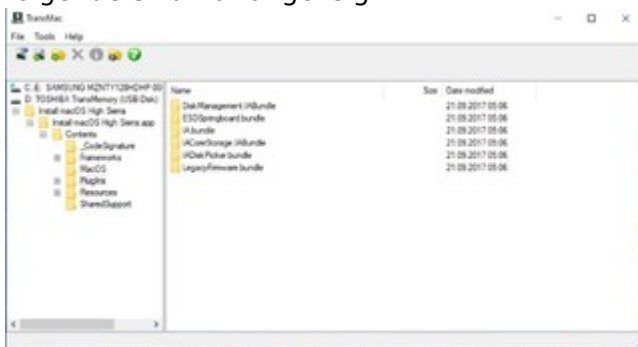 TransMac
File Tools Help
C, E: SAMSUNG MZNTY128HDHP-00
D: TOSHIBA TransMemory (USB-Disk)
Install macOS High Sierra
Install macOS High Sierra.app
Contents
_CodeSignature
Frameworks
MacOS
PlugIns
Resources
SharedSupport
Name Size Date modified
DiskManagement.IABundle 21.09.2017 05:06
ESDSpringboard.bundle 21.09.2017 05:06
IA.bundle 21.09.2017 05:06
IACoreStorage.IABundle 21.09.2017 05:06
IADiskPicker.bundle 21.09.2017 05:06
LegacyFirmware.bundle 21.09.2017 05:06